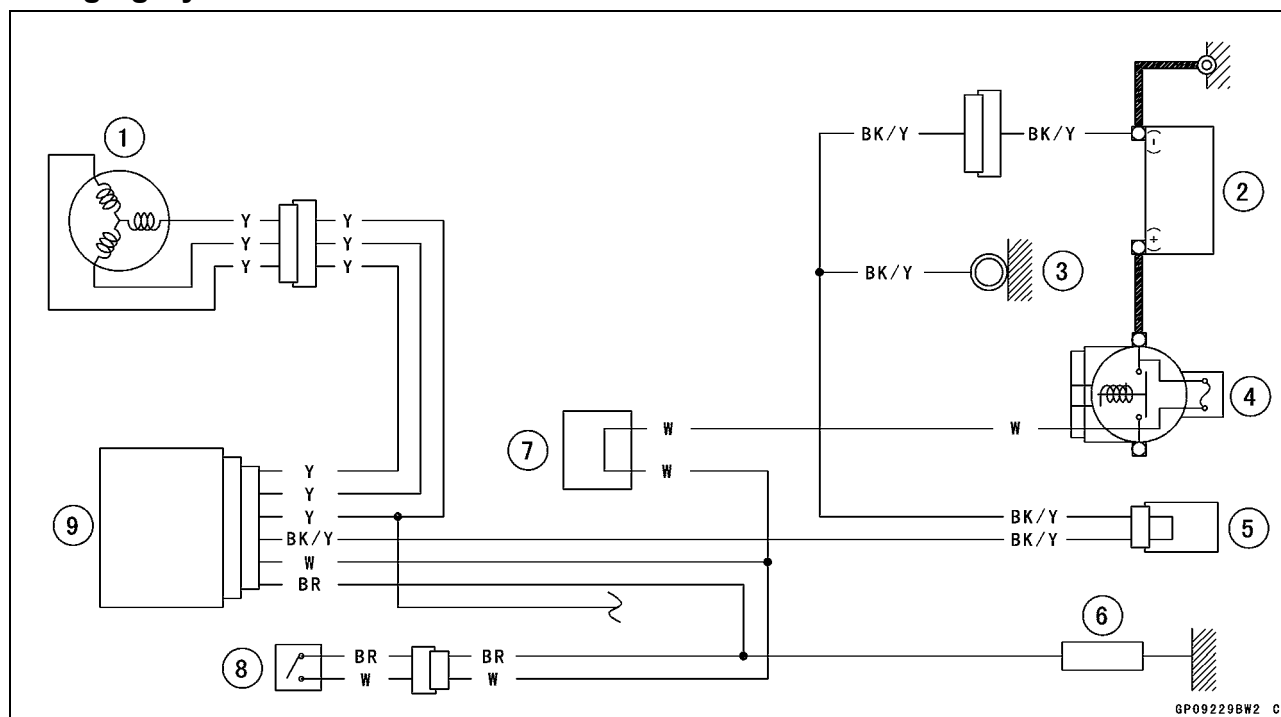 1
BK/Y BK/Y
(-)
2
Y Y
Y Y
Y Y
(+)
BK/Y 3
4
W W
7
Y W
Y
Y BK/Y
9 5
BK/Y BK/Y
W
BR
6
BR BR
8
W W
GP09229BW2 C